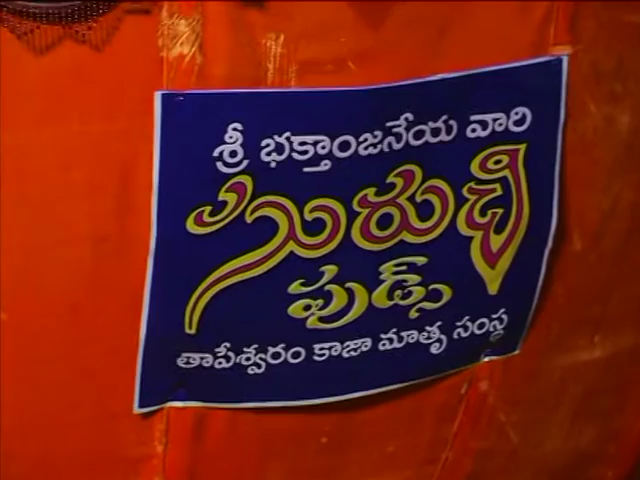 శ్రీ భక్తాంజనేయ వారి
సురుచి
ఫుడ్స్
తాపేశ్వరం కాజా మాతృ సంస్థ